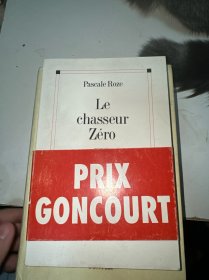 Pascale Roze
Le
chasseur
Zéro
PRIX
GONCOURT